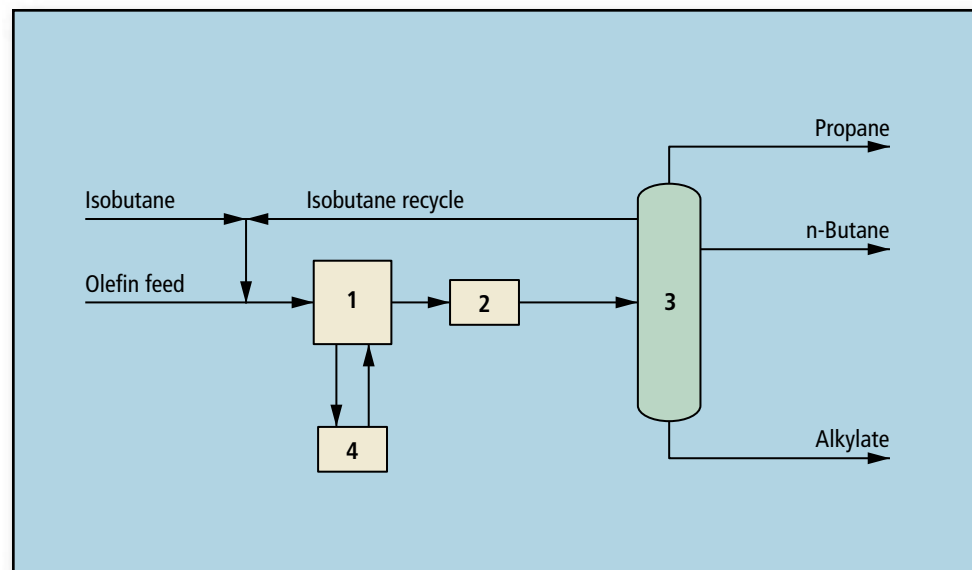 Propane
Isobutane
Isobutane recycle
n-Butane
Olefin feed
1
2
3
4
Alkylate